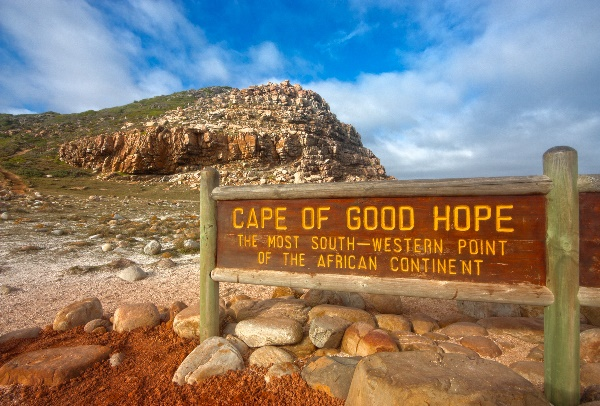 CAPE OF GOOD HOPE
THE MOST SOUTH–WESTERN POINT
OF THE AFRICAN CONTINENT